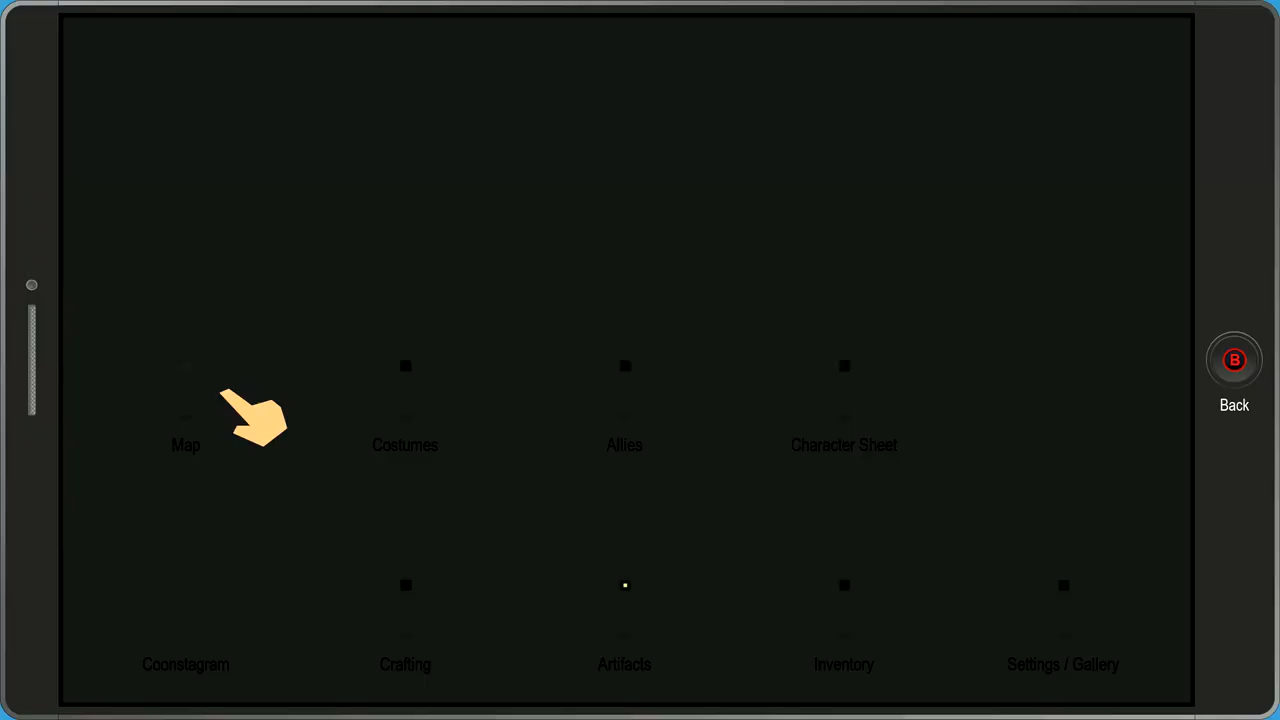 B
Back
Map
Costumes
Allies
Character Sheet
Coonstagram
Crafting
Artifacts
Inventory
Settings / Gallery